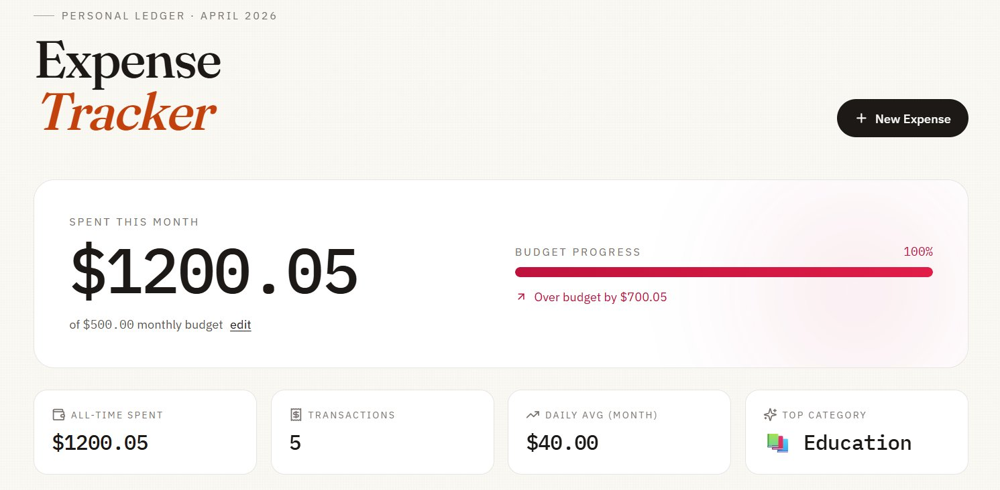 PERSONAL LEDGER · APRIL 2026
Expense
Tracker
+ New Expense
SPENT THIS MONTH
$1200.05
of $500.00 monthly budget edit
BUDGET PROGRESS 100%
Over budget by $700.05
ALL-TIME SPENT
$1200.05
TRANSACTIONS
5
DAILY AVG (MONTH)
$40.00
TOP CATEGORY
Education